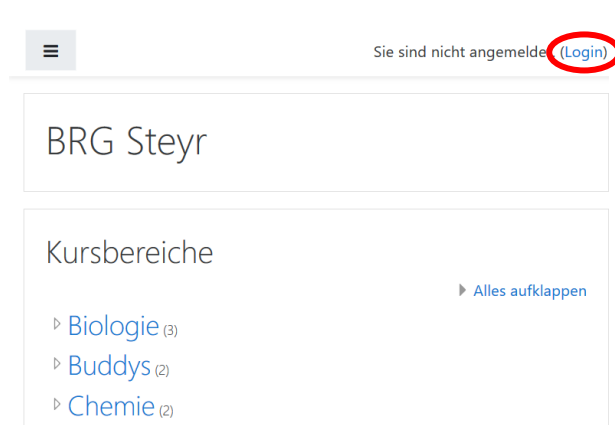 Sie sind nicht angemeldet. (Login)
BRG Steyr
Kursbereiche
Alles aufklappen
Biologie (3)
Buddys (2)
Chemie (2)